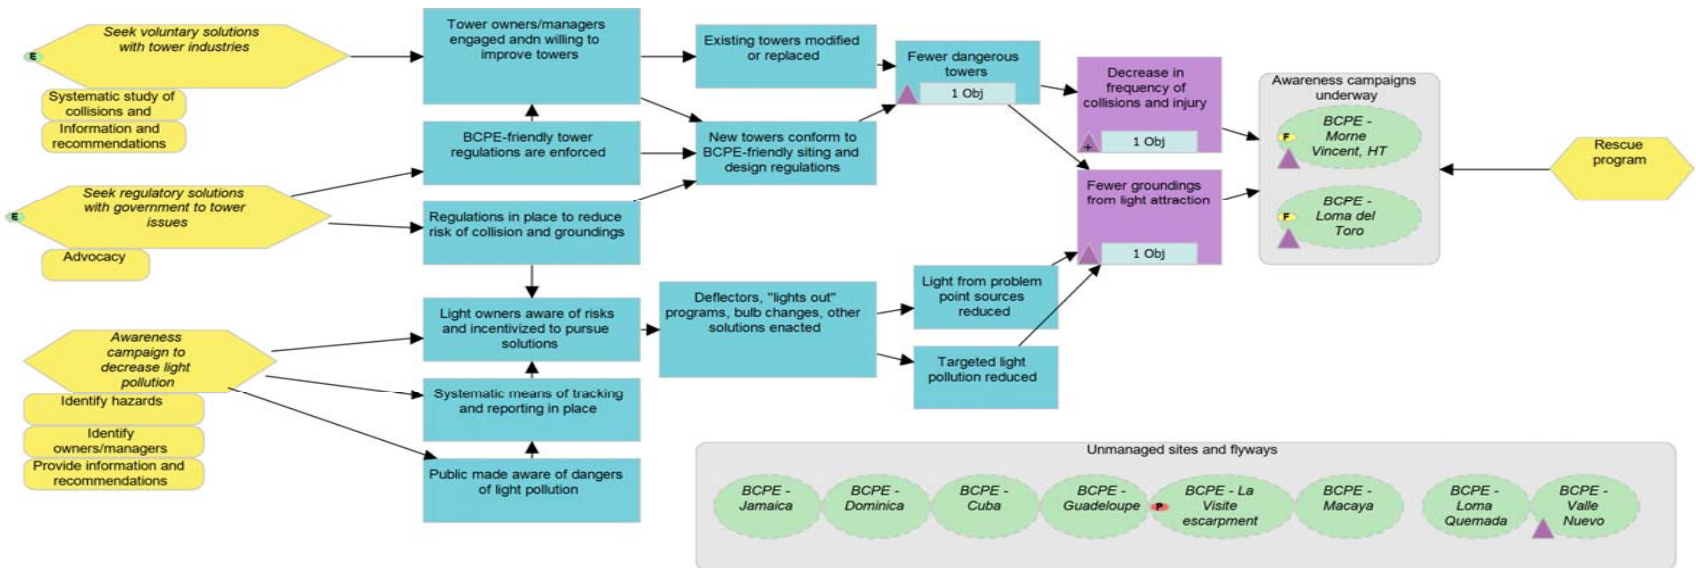 Seek voluntary solutions
with tower industries
E
Systematic study of
collisions and
Information and
recommendations
Seek regulatory solutions
with government to tower
issues
E
Advocacy
Awareness
campaign to
decrease light
pollution
Identify hazards
Identify
owners/managers
Provide information and
recommendations
Tower owners/managers
engaged andn willing to
improve towers
BCPE-friendly tower
regulations are enforced
Regulations in place to reduce
risk of collision and groundings
Light owners aware of risks
and incentivized to pursue
solutions
Systematic means of tracking
and reporting in place
Public made aware of dangers
of light pollution
Existing towers modified
or replaced
New towers conform to
BCPE-friendly siting and
design regulations
Deflectors, "lights out"
programs, bulb changes, other
solutions enacted
Fewer dangerous
towers
1 Obj
Light from problem
point sources
reduced
Targeted light
pollution reduced
Decrease in
frequency of
collisions and injury
+
1 Obj
Fewer groundings
from light attraction
1 Obj
Awareness campaigns
underway
BCPE -
Morne
Vincent, HT
F
BCPE -
Loma del
Toro
F
Rescue
program
Unmanaged sites and flyways
BCPE -
Jamaica
BCPE -
Dominica
BCPE -
Cuba
BCPE -
Guadeloupe
BCPE - La
Visite
escarpment
P
BCPE -
Macaya
BCPE -
Loma
Quemada
BCPE -
Valle
Nuevo